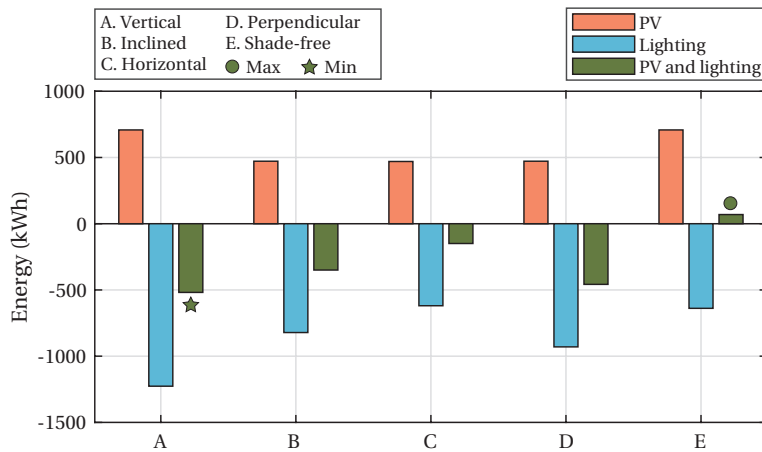 A. Vertical D. Perpendicular
B. Inclined E. Shade-free
C. Horizontal Max Min
PV
Lighting
PV and lighting
Energy (kWh)
1000
500
0
-500
-1000
-1500
A B C D E